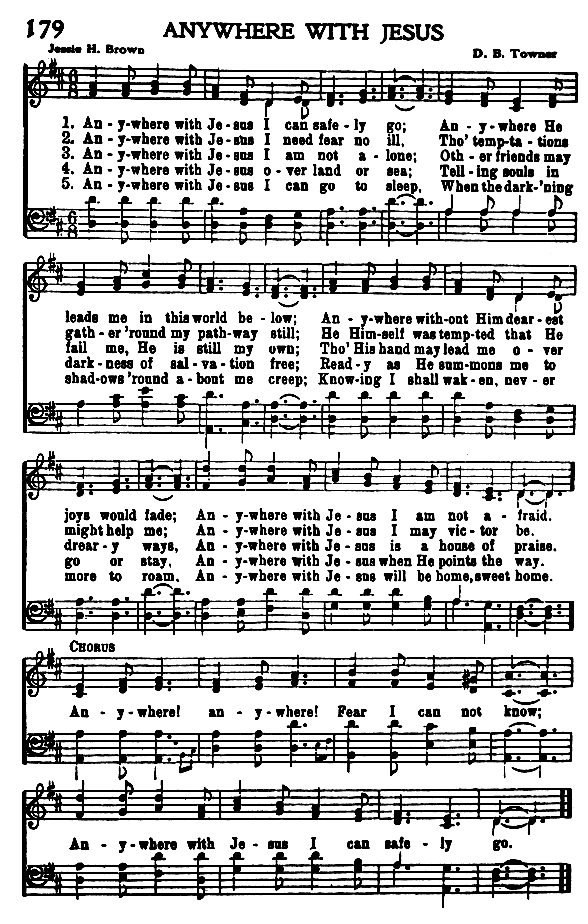 179 ANYWHERE WITH JESUS
Jessie H. Brown D. B. Towner
1. An - y-where with Je - sus I can safe - ly go; An - y - where He
2. An - y-where with Je - sus I need fear no ill, Tho' temp - ta - tions
3. An - y-where with Je - sus I am not a - lone; Oth - er friends may
4. An - y-where with Je - sus o - ver land or sea; Tell - ing souls in
5. An - y-where with Je - sus I can go to sleep, When the dark-'ning
leads me in this world be - low; An - y-where with-out Him dear - est
gath - er 'round my path-way still; He Him-self was tempt-ed that He
fail me, He is still my own; Tho' His hand may lead me o - ver
dark - ness of sal - va - tion free; Read - y as He sum-mons me to
shad-ows 'round a - bout me creep; Know-ing I shall wak - en, nev - er
joys would fade; An - y - where with Je - sus I am not a - fraid.
might help me; An - y - where with Je - sus I may vic - tor be.
drear - y ways, An - y - where with Je - sus is a house of praise.
go or stay, An - y - where with Je - sus when He points the way.
more to roam, An - y - where with Je - sus will be home, sweet home.
CHORUS
An - y - where! an - y - where! Fear I can not know;
An - y - where with Je - sus I can safe - ly go.